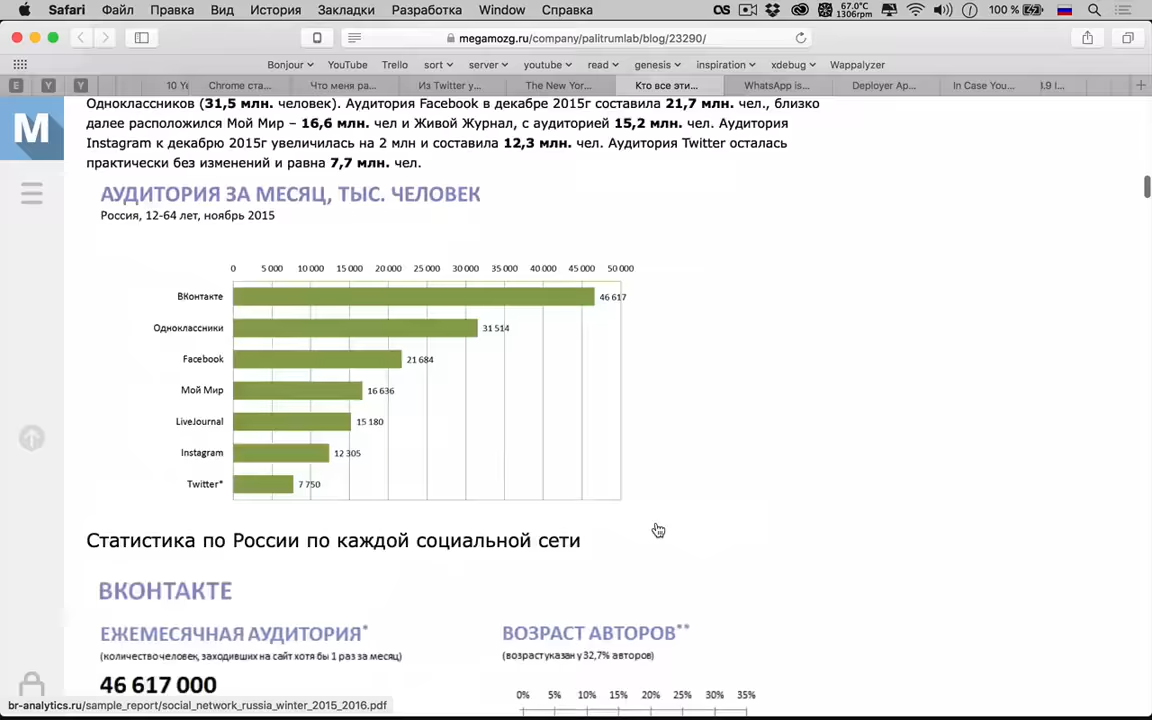 Safari Файл Правка Вид История Закладки Разработка Window Справка 67.0°C 1306rpm 100 %
megamozg.ru/company/palitrumlab/blog/23290/
Bonjour YouTube Trello sort server youtube read genesis inspiration xdebug Wappalyzer
E Y Y 10 Ye Chrome ста... Что меня ра... Из Twitter у... The New Yor... Кто все эти... WhatsApp is... Deployer Ap... In Case You... I.9 I...
M
Одноклассников (31,5 млн. человек). Аудитория Facebook в декабре 2015г составила 21,7 млн. чел., близко
далее расположился Мой Мир – 16,6 млн. чел и Живой Журнал, с аудиторией 15,2 млн. чел. Аудитория
Instagram к декабрю 2015г увеличилась на 2 млн и составила 12,3 млн. чел. Аудитория Twitter осталась
практически без изменений и равна 7,7 млн. чел.
АУДИТОРИЯ ЗА МЕСЯЦ, ТЫС. ЧЕЛОВЕК
Россия, 12-64 лет, ноябрь 2015
0 5 000 10 000 15 000 20 000 25 000 30 000 35 000 40 000 45 000 50 000
ВКонтакте 46 617
Одноклассники 31 514
Facebook 21 684
Мой Мир 16 636
LiveJournal 15 180
Instagram 12 305
Twitter* 7 750
Статистика по России по каждой социальной сети
ВКОНТАКТЕ
ЕЖЕМЕСЯЧНАЯ АУДИТОРИЯ* ВОЗРАСТ АВТОРОВ**
(количество человек, заходивших на сайт хотя бы 1 раз за месяц) (возраст указан у 32,7% авторов)
46 617 000
0% 5% 10% 15% 20% 25% 30% 35%
br-analytics.ru/sample_report/social_network_russia_winter_2015_2016.pdf